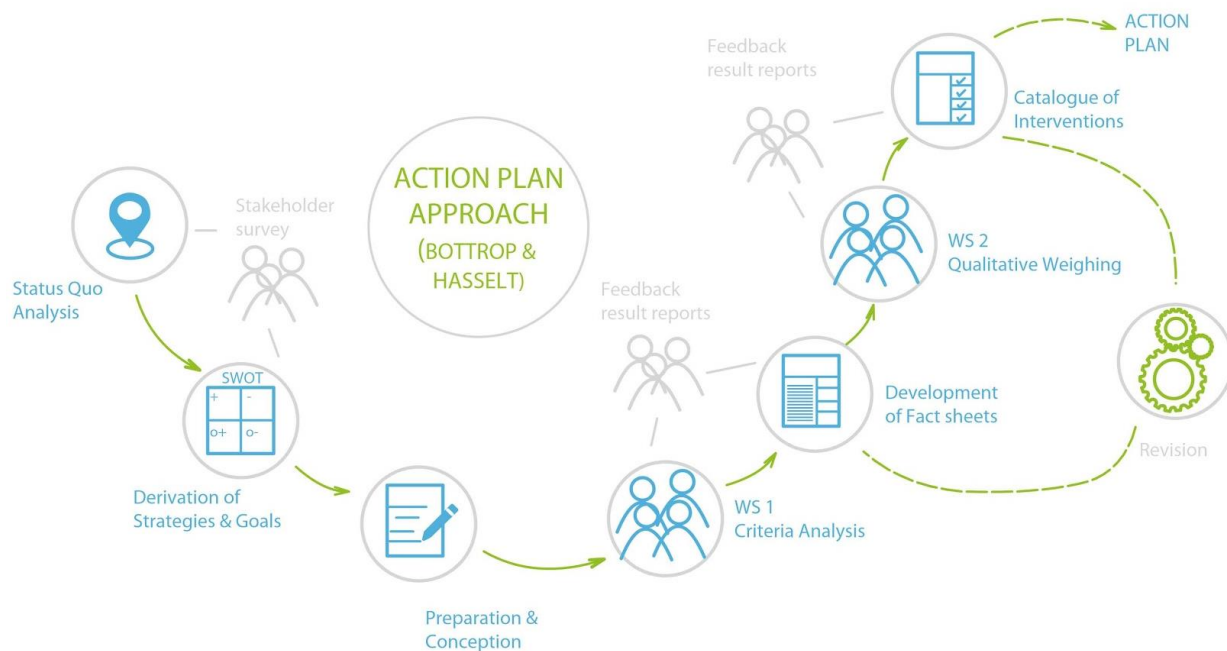 ACTION PLAN
APPROACH
(BOTTROP &
HASSELT)
Status Quo
Analysis
Stakeholder
survey
SWOT
+ -
o+ o-
Derivation of
Strategies & Goals
Preparation &
Conception
WS 1
Criteria Analysis
Feedback
result reports
Development
of Fact sheets
WS 2
Qualitative Weighing
Feedback
result reports
Catalogue of
Interventions
ACTION
PLAN
Revision